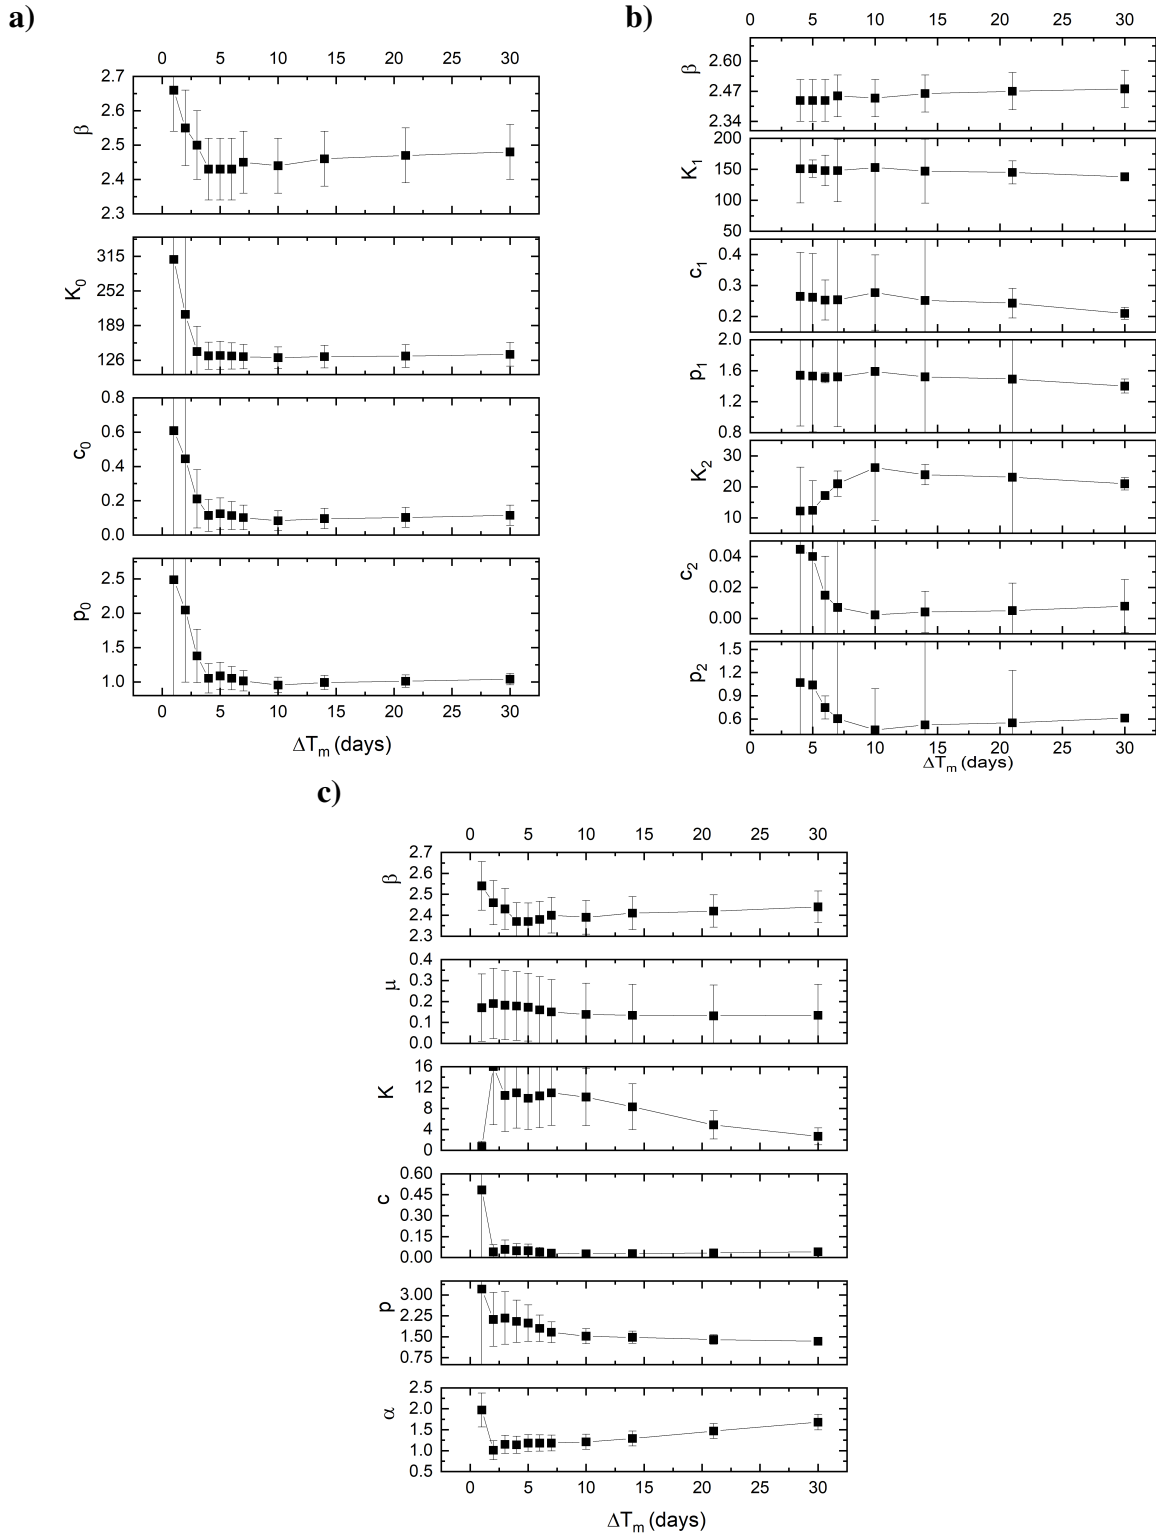 a)
0 5 10 15 20 25 30
2.7
2.6
2.5
2.4
2.3
β
315
252
189
126
K0
0.8
0.6
0.4
0.2
0.0
c0
2.5
2.0
1.5
1.0
p0
0 5 10 15 20 25 30
ΔTm (days)
b)
0 5 10 15 20 25 30
2.60
2.47
2.34
β
200
150
100
50
K1
0.4
0.3
0.2
c1
2.0
1.6
1.2
0.8
p1
30
20
10
K2
0.04
0.02
0.00
c2
1.5
1.2
0.9
0.6
p2
0 5 10 15 20 25 30
ΔTm (days)
c)
0 5 10 15 20 25 30
2.7
2.6
2.5
2.4
2.3
β
0.4
0.3
0.2
0.1
0.0
μ
16
12
8
4
0
K
0.60
0.45
0.30
0.15
0.00
c
3.00
2.25
1.50
0.75
p
2.5
2.0
1.5
1.0
0.5
α
0 5 10 15 20 25 30
ΔTm (days)